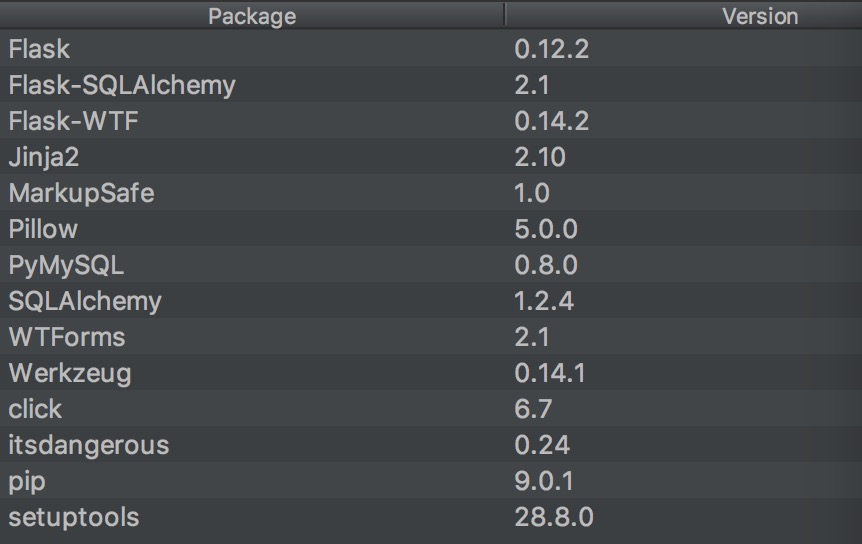 Package Version
Flask 0.12.2
Flask-SQLAlchemy 2.1
Flask-WTF 0.14.2
Jinja2 2.10
MarkupSafe 1.0
Pillow 5.0.0
PyMySQL 0.8.0
SQLAlchemy 1.2.4
WTForms 2.1
Werkzeug 0.14.1
click 6.7
itsdangerous 0.24
pip 9.0.1
setuptools 28.8.0